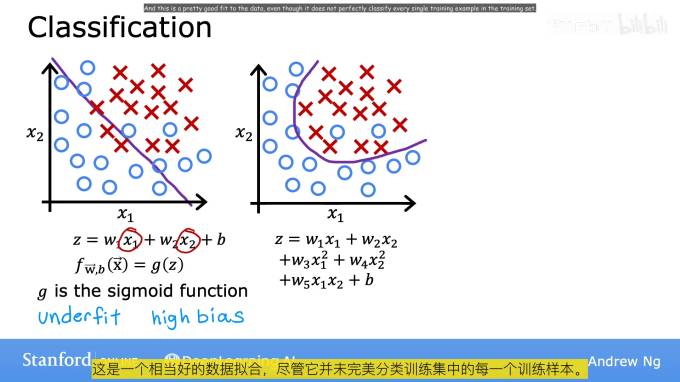 And this is a pretty good fit to the data, even though it does not perfectly classify every single training example in the training set.
bilibili
Classification
x₂
x₁
x₂
x₁
z = w₁x₁ + w₂x₂ + b
f w⃗,b (x⃗) = g(z)
g is the sigmoid function
underfit high bias
z = w₁x₁ + w₂x₂
+w₃x₁² + w₄x₂²
+w₅x₁x₂ + b
Stanford
Andrew Ng
这是一个相当好的数据拟合，尽管它并未完美分类训练集中的每一个训练样本。